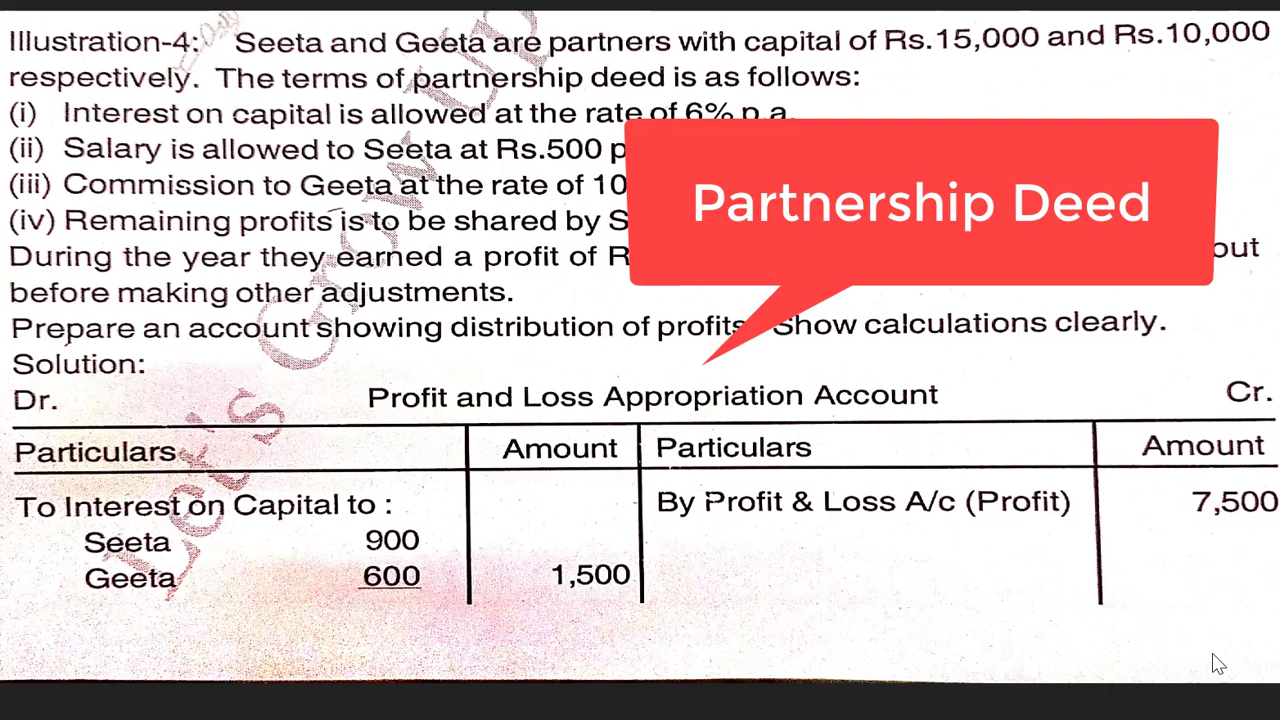 Illustration-4: Seeta and Geeta are partners with capital of Rs.15,000 and Rs.10,000
respectively. The terms of partnership deed is as follows:
(i) Interest on capital is allowed at the rate of 6% p.a.
(ii) Salary is allowed to Seeta at Rs.500 p
(iii) Commission to Geeta at the rate of 10
(iv) Remaining profits is to be shared by S
During the year they earned a profit of R out
before making other adjustments.
Prepare an account showing distribution of profits. Show calculations clearly.
Partnership Deed
Solution:
Dr. Profit and Loss Appropriation Account Cr.
Particulars Amount Particulars Amount
To Interest on Capital to : By Profit & Loss A/c (Profit) 7,500
Seeta 900
Geeta 600 1,500
Let's Grow Up